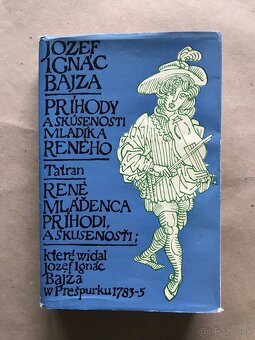 JOZEF
IGNÁC
BAJZA
PRÍHODY
A SKÚSENOSTI
MLADÍKA
RENÉHO
Tatran
RENÉ
MLÁĎENCA
PRÍHODI,
A SKUSENOSTI;
které widal
Jozef Ignác
Bajza
w Prešpurku 1783-5